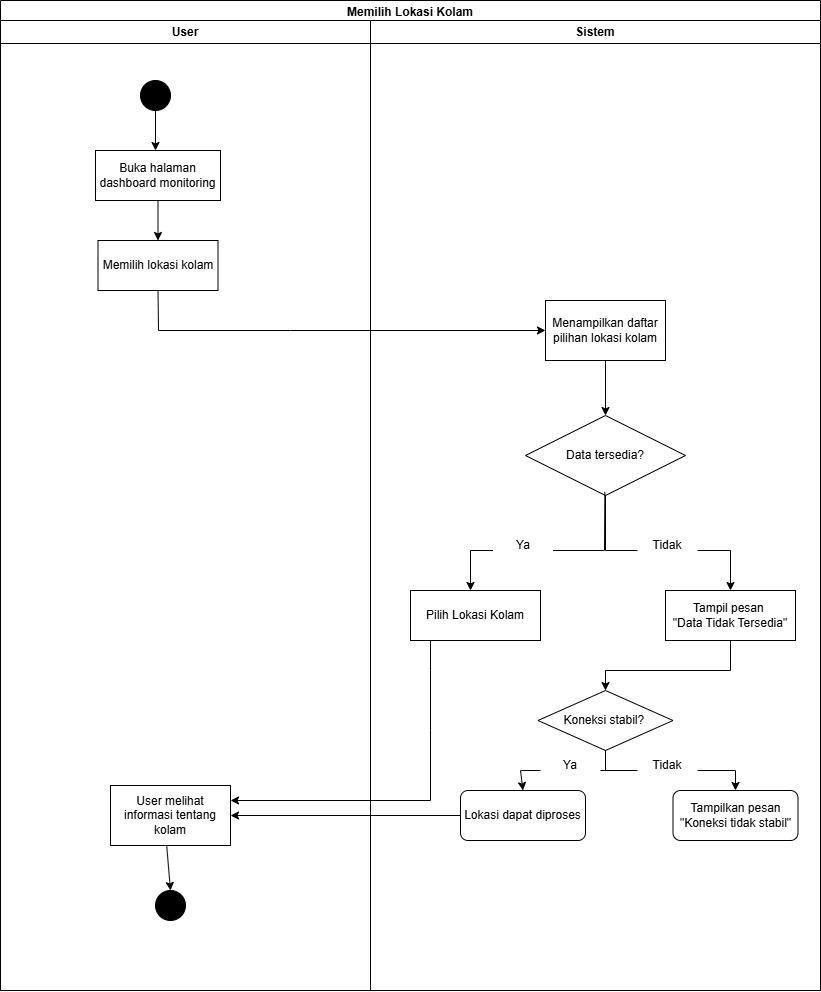 Memilih Lokasi Kolam
User
Sistem
Buka halaman
dashboard monitoring
Memilih lokasi kolam
Menampilkan daftar
pilihan lokasi kolam
Data tersedia?
Ya
Tidak
Pilih Lokasi Kolam
Tampil pesan
"Data Tidak Tersedia"
Koneksi stabil?
Ya
Tidak
User melihat
informasi tentang
kolam
Lokasi dapat diproses
Tampilkan pesan
"Koneksi tidak stabil"